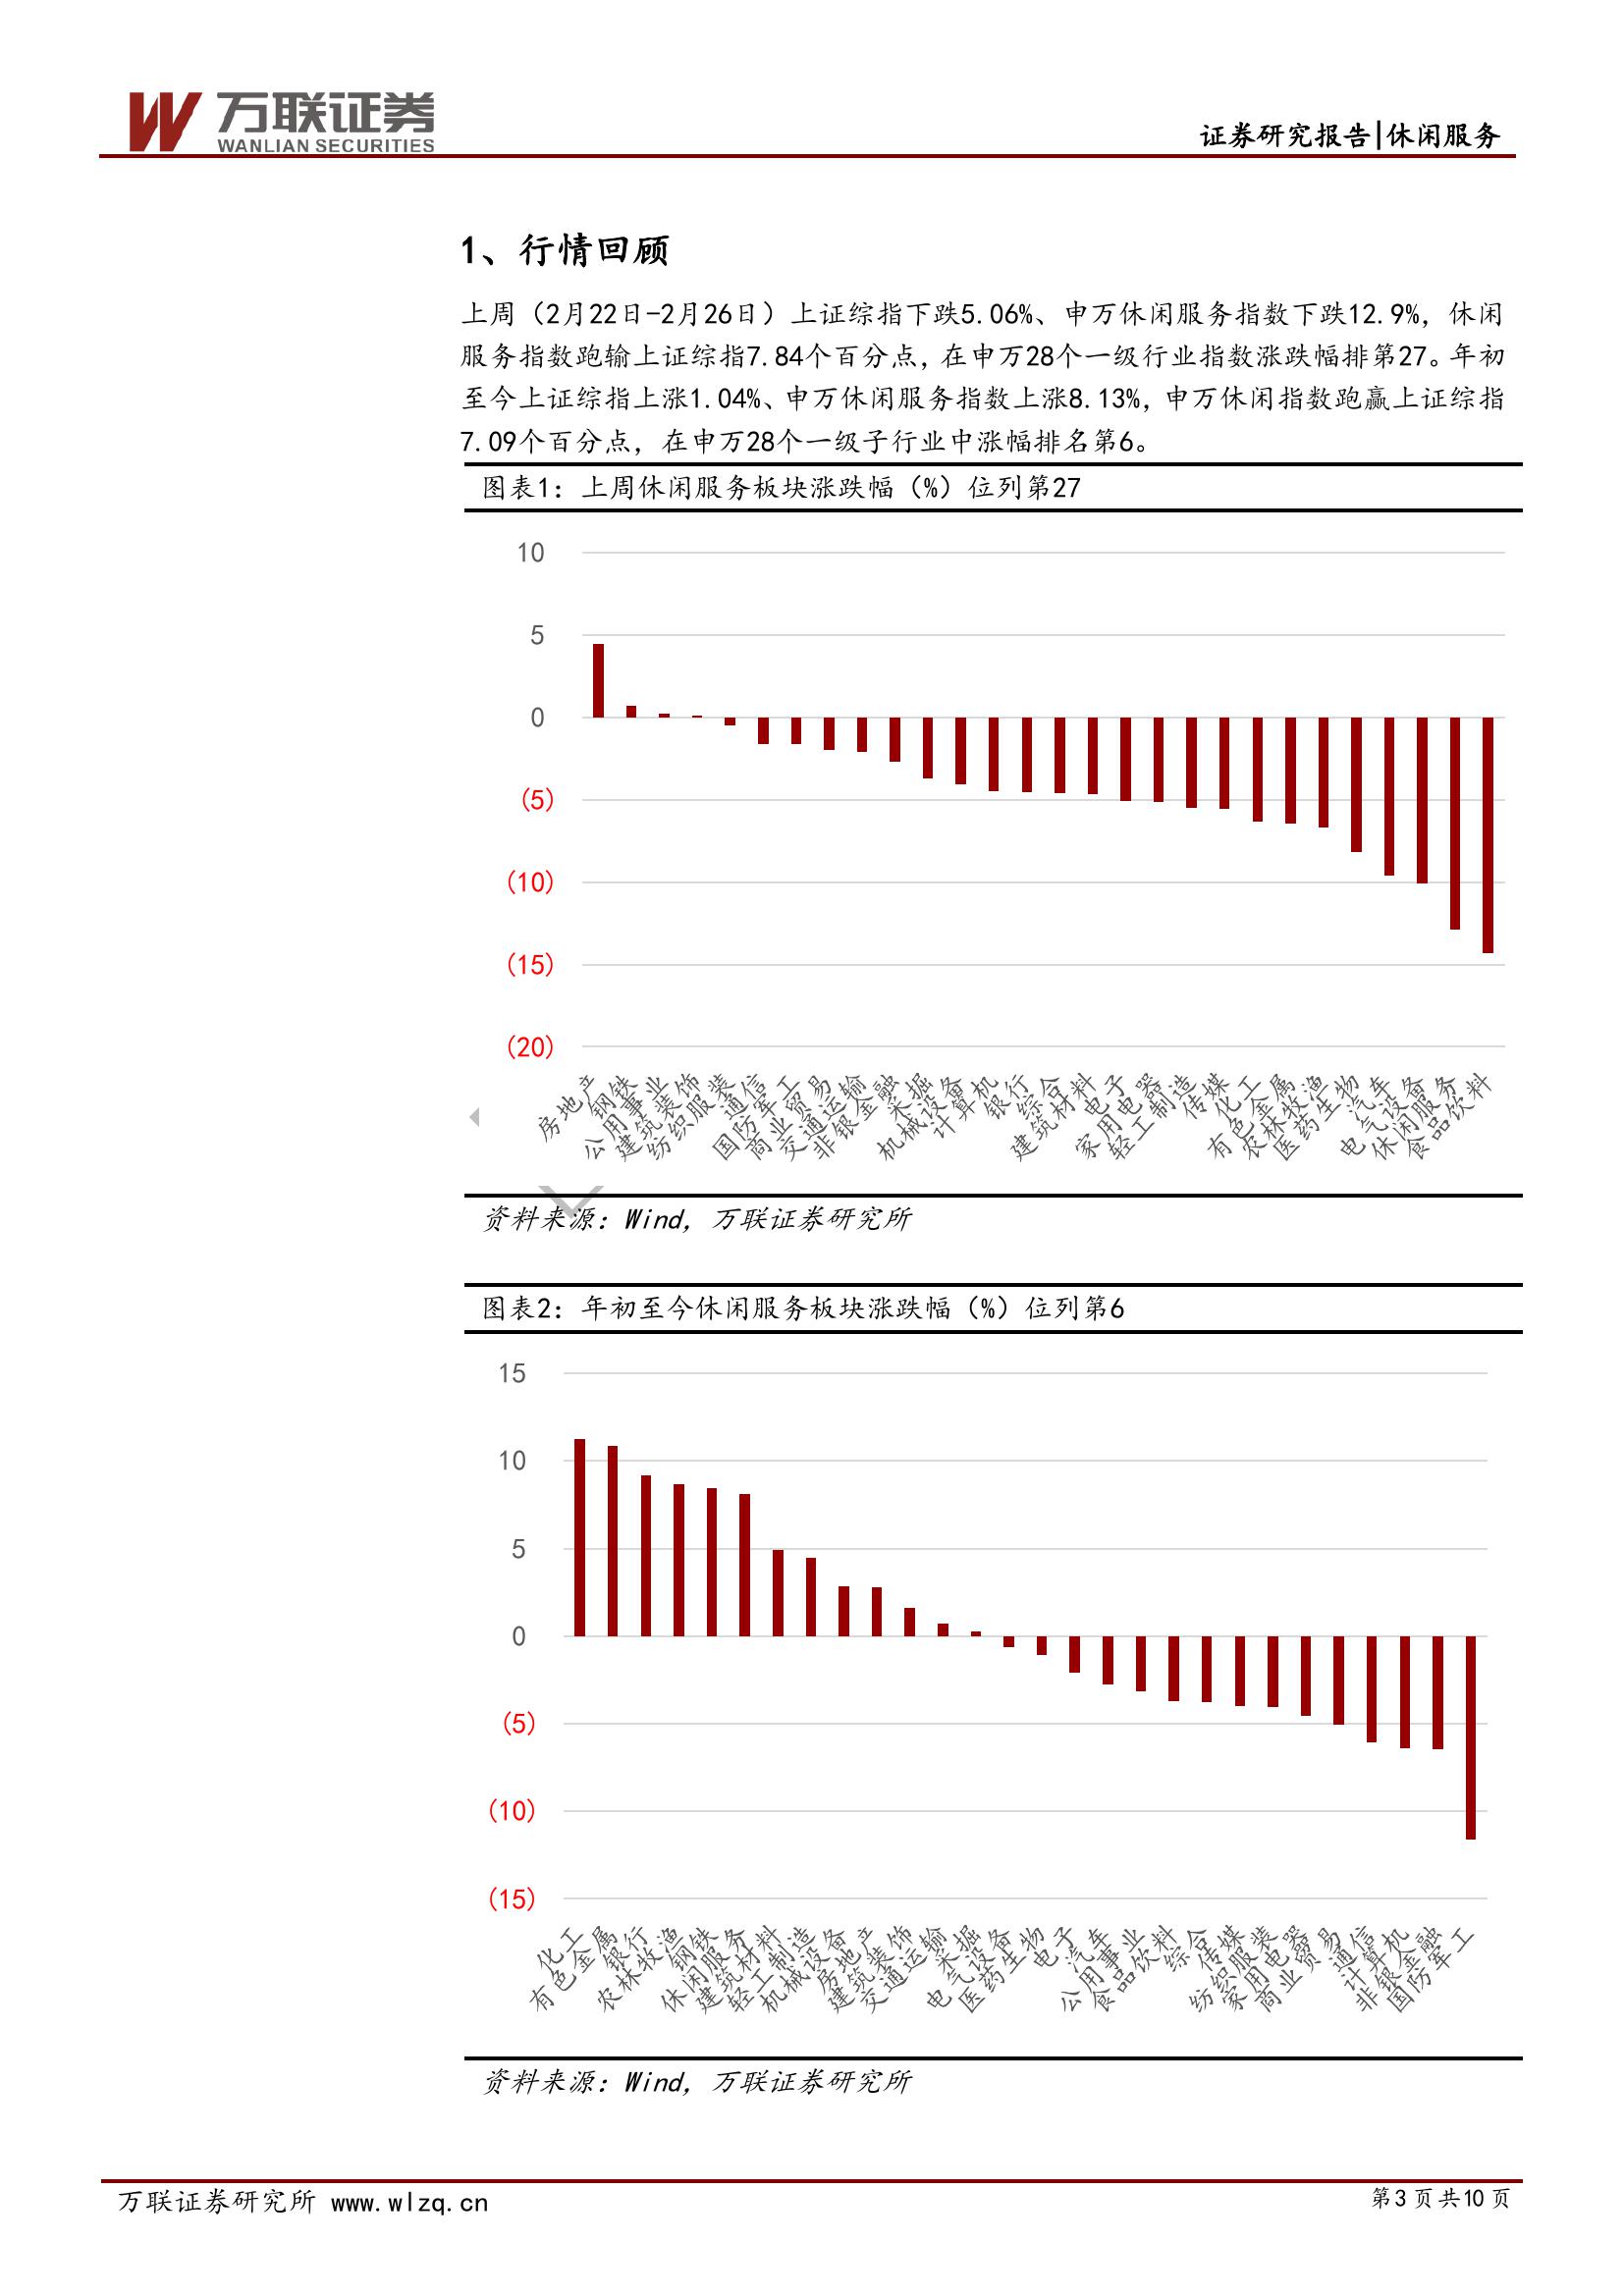 万联证券
WANLIAN SECURITIES
证券研究报告|休闲服务
1、行情回顾
上周（2月22日-2月26日）上证综指下跌5.06%、申万休闲服务指数下跌12.9%，休闲
服务指数跑输上证综指7.84个百分点，在申万28个一级行业指数涨跌幅排第27。年初
至今上证综指上涨1.04%、申万休闲服务指数上涨8.13%，申万休闲指数跑赢上证综指
7.09个百分点，在申万28个一级子行业中涨幅排名第6。
图表1：上周休闲服务板块涨跌幅（%）位列第27
10
5
0
(5)
(10)
(15)
(20)
房地产
钢铁
公用事业
建筑装饰
纺织服装
通信
国防军工
商业贸易
交通运输
非银金融
采掘
机械设备
计算机
银行
综合
建筑材料
电子
家用电器
轻工制造
传媒
化工
有色金属
农林牧渔
医药生物
汽车
电气设备
休闲服务
食品饮料
资料来源：Wind，万联证券研究所
图表2：年初至今休闲服务板块涨跌幅（%）位列第6
15
10
5
0
(5)
(10)
(15)
化工
有色金属
银行
农林牧渔
钢铁
休闲服务
建筑材料
轻工制造
机械设备
房地产
建筑装饰
交通运输
采掘
电气设备
医药生物
电子
汽车
公用事业
食品饮料
综合
传媒
纺织服装
家用电器
商业贸易
通信
计算机
非银金融
国防军工
资料来源：Wind，万联证券研究所
万联证券研究所 www.wlzq.cn
第3页共10页